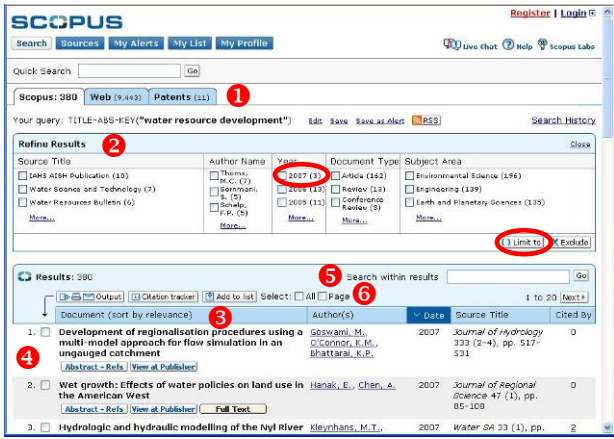 SCOPUS
Register | Login
Search Sources My Alerts My List My Profile
Live Chat Help Scopus Labs
Quick Search Go
Scopus: 380 Web (9,443) Patents (11) 1
Your query: TITLE-ABS-KEY("water resource development") Edit Save Save as Alert RSS Search History
Refine Results 2 Close
Source Title Author Name Year Document Type Subject Area
IAHS AISH Publication (10) Thoms, M.C. (7) 2007 (3) Article (162) Environmental Science (196)
Water Science and Technology (7) S. (5) 2006 (13) Review (13) Engineering (139)
Water Resources Bulletin (6) Schelp, F.P. (5) 2005 (11) Conference Review (3) Earth and Planetary Sciences (135)
More... More... More... More... More...
Limit to Exclude
Results: 380 5 Search within results Go
Output Citation tracker Add to list Select: All Page 6 1 to 20 Next
Document (sort by relevance) 3 Author(s) Date Source Title Cited By
1. Development of regionalisation procedures using a Goswami, M., 2007 Journal of Hydrology 0
4 multi-model approach for flow simulation in an O'Connor, K.M., 333 (2-4), pp. 517-
ungauged catchment Bhattarai, K.P. 531
Abstract - Refs View at Publisher
2. Wet growth: Effects of water policies on land use in Hanak, E., Chen, A. 2007 Journal of Regional 0
the American West Science 47 (1), pp.
Abstract - Refs View at Publisher Full Text 85-108
3. Hydrologic and hydraulic modelling of the Nyl River Kleynhans, M.T., 2007 Water SA 33 (1), pp. 2